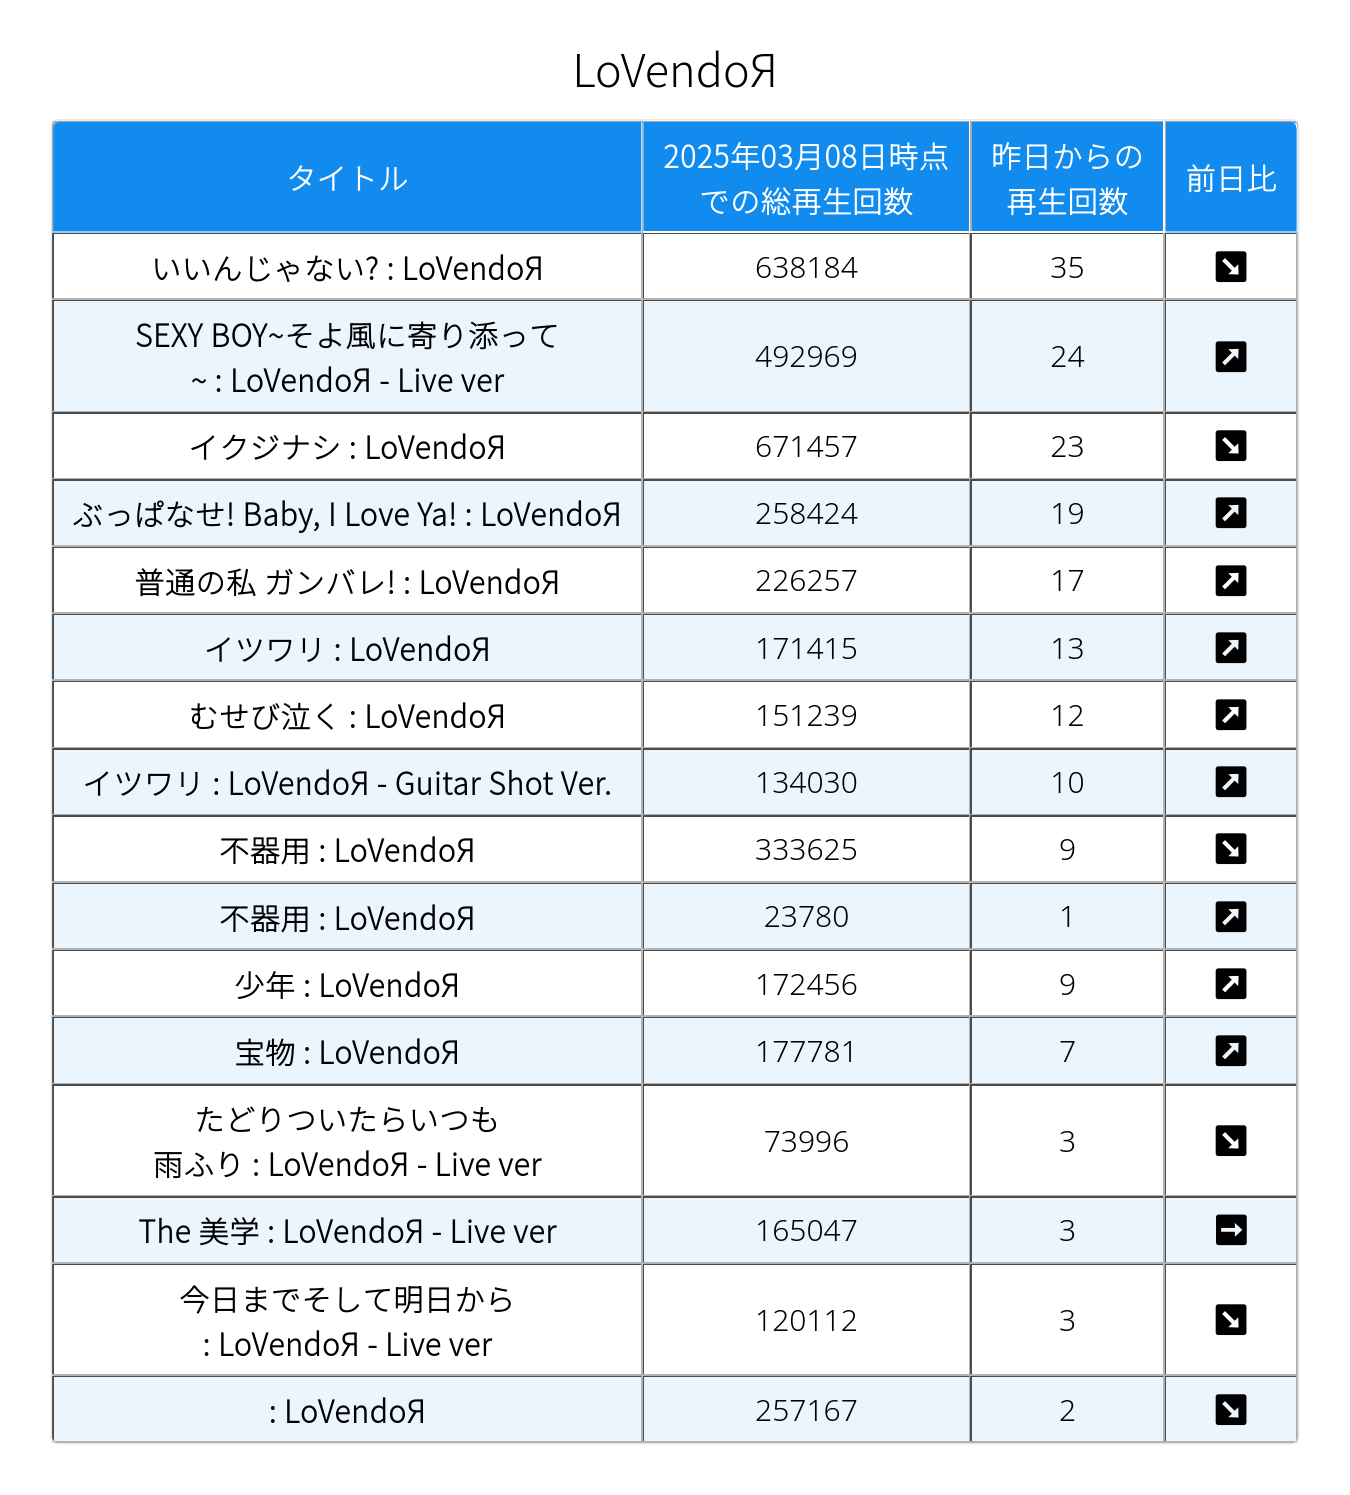 LoVendoЯ
タイトル
2025年03月08日時点
での総再生回数
昨日からの
再生回数
前日比
いいんじゃない? : LoVendoЯ 638184 35
SEXY BOY~そよ風に寄り添って
~ : LoVendoЯ - Live ver 492969 24
イクジナシ : LoVendoЯ 671457 23
ぶっぱなせ! Baby, I Love Ya! : LoVendoЯ 258424 19
普通の私 ガンバレ! : LoVendoЯ 226257 17
イツワリ : LoVendoЯ 171415 13
むせび泣く : LoVendoЯ 151239 12
イツワリ : LoVendoЯ - Guitar Shot Ver. 134030 10
不器用 : LoVendoЯ 333625 9
不器用 : LoVendoЯ 23780 1
少年 : LoVendoЯ 172456 9
宝物 : LoVendoЯ 177781 7
たどりついたらいつも
雨ふり : LoVendoЯ - Live ver 73996 3
The 美学 : LoVendoЯ - Live ver 165047 3
今日までそして明日から
: LoVendoЯ - Live ver 120112 3
: LoVendoЯ 257167 2